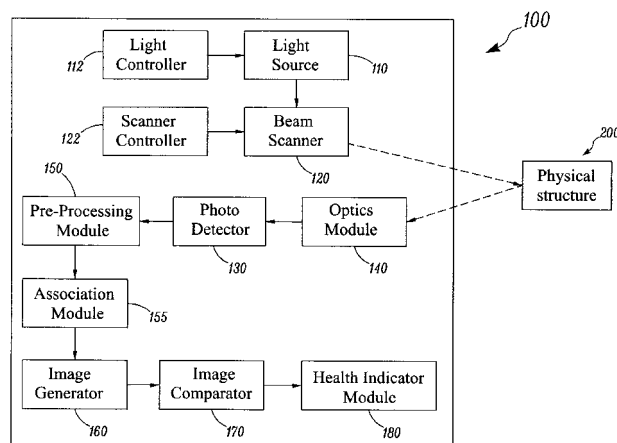 100
112
Light
Controller
Light
Source
110
122
Scanner
Controller
Beam
Scanner
120
200
Physical
structure
150
Pre-Processing
Module
Photo
Detector
130
Optics
Module
140
Association
Module
155
Image
Generator
160
Image
Comparator
170
Health Indicator
Module
180